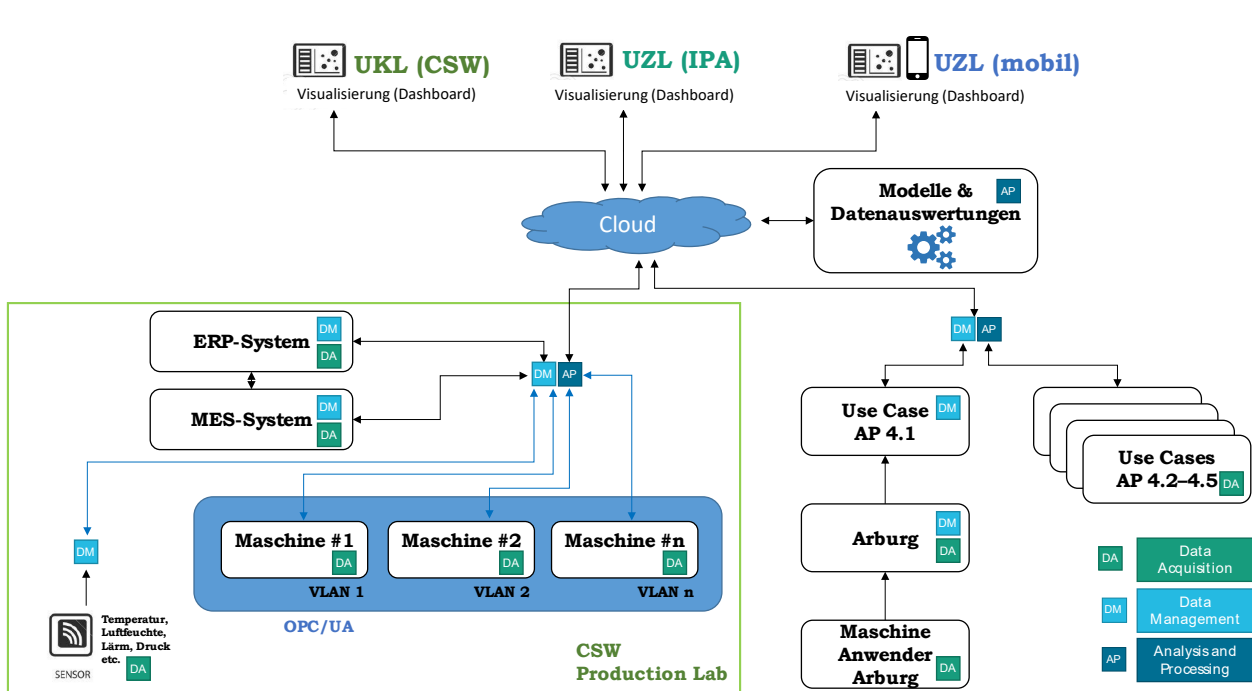 UKL (CSW)
Visualisierung (Dashboard)
UZL (IPA)
Visualisierung (Dashboard)
UZL (mobil)
Visualisierung (Dashboard)
Cloud
Modelle &
Datenauswertungen
AP
ERP-System
DM
DA
MES-System
DM
DA
DM
AP
DM
AP
Use Case
AP 4.1
DM
Use Cases
AP 4.2–4.5
DA
Maschine #1
DA
VLAN 1
Maschine #2
DA
VLAN 2
Maschine #n
DA
VLAN n
OPC/UA
DM
SENSOR
Temperatur,
Luftfeuchte,
Lärm, Druck
etc.
DA
CSW
Production Lab
Arburg
DM
DA
Maschine
Anwender
Arburg
DA
DA
Data
Acquisition
DM
Data
Management
AP
Analysis and
Processing